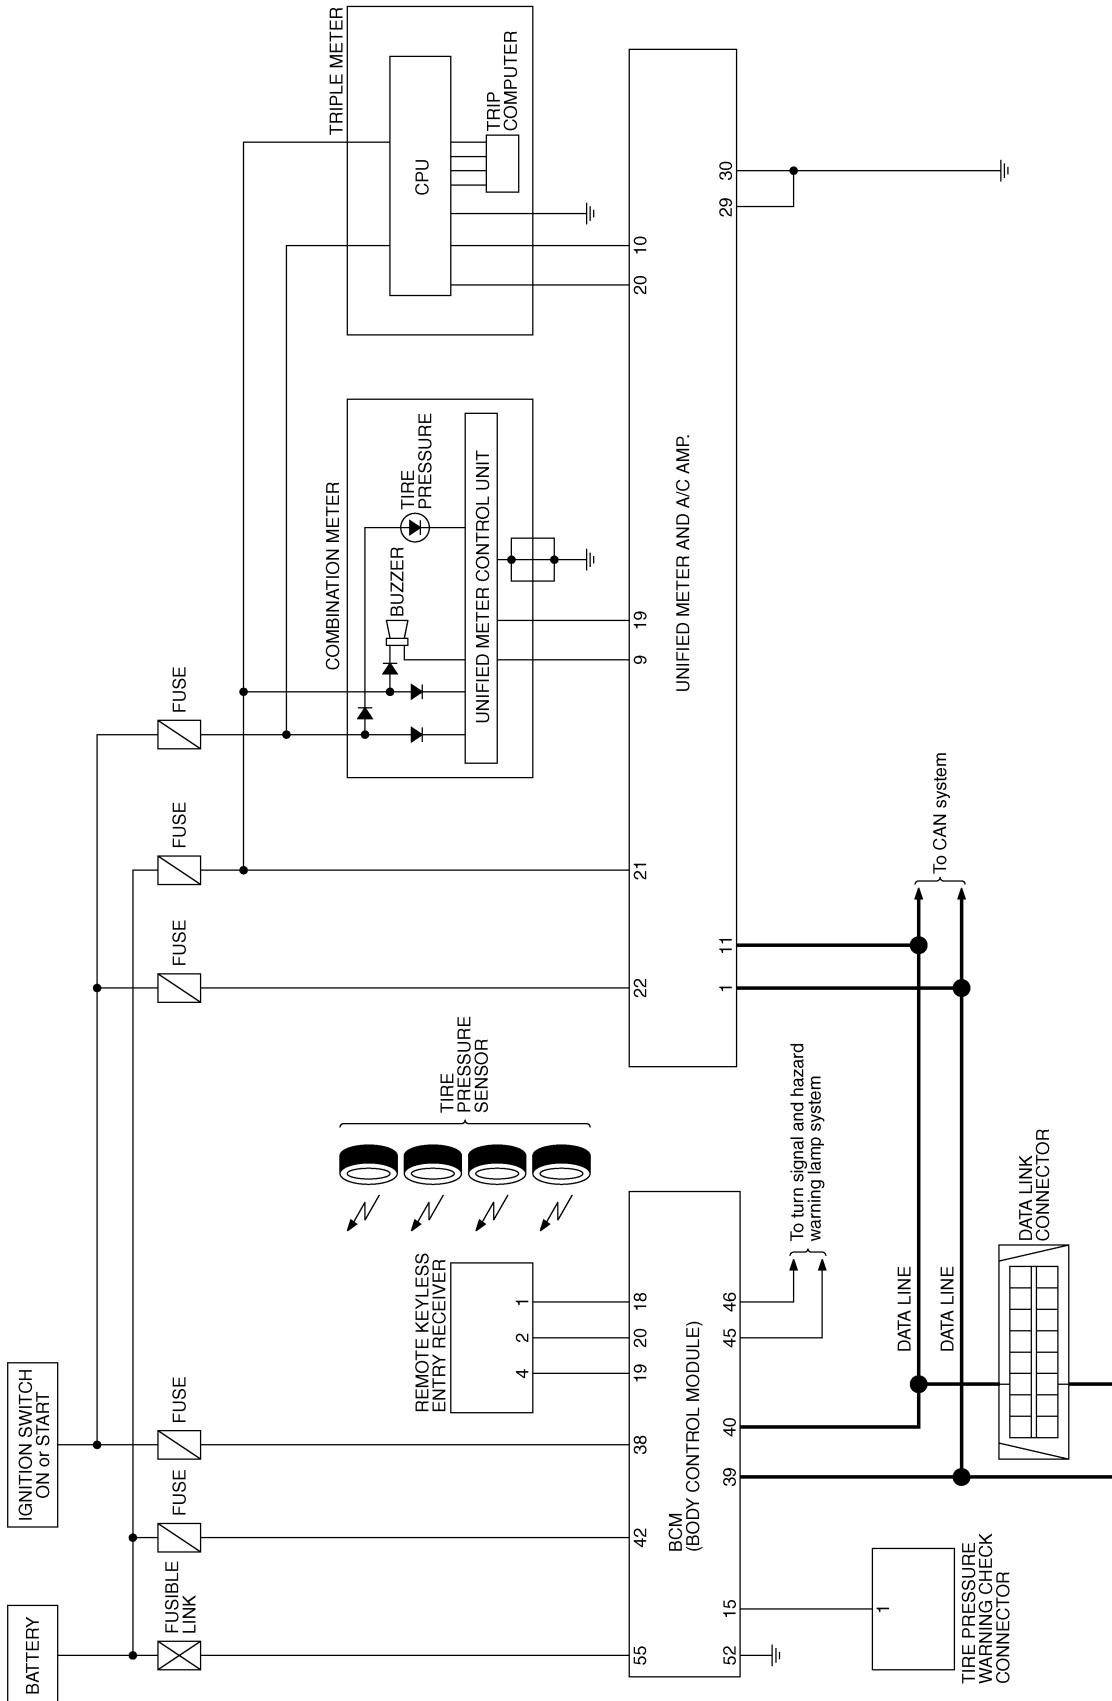 BATTERY
IGNITION SWITCH
ON or START
FUSIBLE
LINK
FUSE
FUSE
FUSE
FUSE
FUSE
REMOTE KEYLESS
ENTRY RECEIVER
4
2
1
TIRE
PRESSURE
SENSOR
COMBINATION METER
BUZZER
TIRE
PRESSURE
UNIFIED METER CONTROL UNIT
TRIPLE METER
CPU
TRIP
COMPUTER
55
42
38
19
20
18
BCM
(BODY CONTROL MODULE)
52
15
39
40
45
46
22
21
9
19
20
10
UNIFIED METER AND A/C AMP.
1
11
29
30
To turn signal and hazard
warning lamp system
To CAN system
DATA LINE
DATA LINE
1
TIRE PRESSURE
WARNING CHECK
CONNECTOR
DATA LINK
CONNECTOR